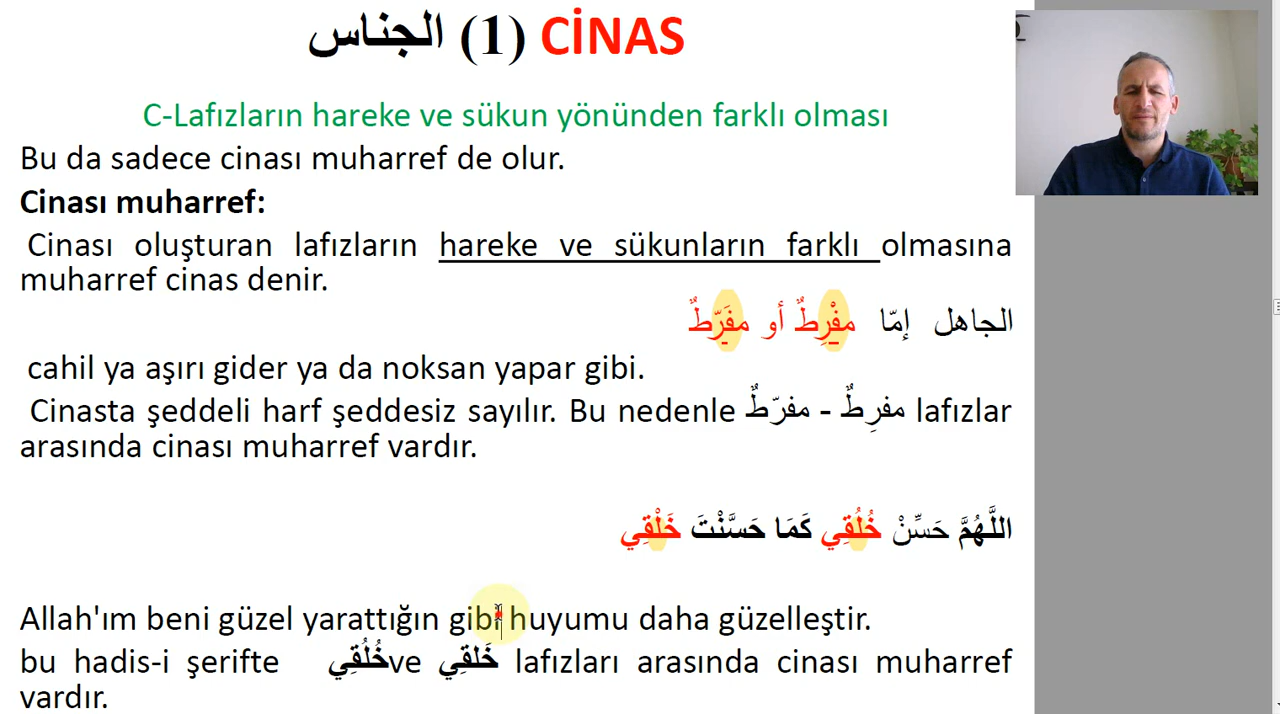 CİNAS (1) الجناس
C-Lafızların hareke ve sükun yönünden farklı olması
Bu da sadece cinası muharref de olur.
Cinası muharref:
Cinası oluşturan lafızların hareke ve sükunların farklı olmasına
muharref cinas denir.
الجاهل إمّا مفْرِطٌ أو مفَرِّطٌ
cahil ya aşırı gider ya da noksan yapar gibi.
Cinasta şeddeli harf şeddesiz sayılır. Bu nedenle مفرِطٌ - مفرّطٌ lafızlar
arasında cinası muharref vardır.
اللَّهُمَّ حَسِّنْ خُلُقِي كَمَا حَسَّنْتَ خَلْقِي
Allah'ım beni güzel yarattığın gibi huyumu daha güzelleştir.
bu hadis-i şerifte خُلُقِي ve خَلقِي lafızları arasında cinası muharref
vardır.